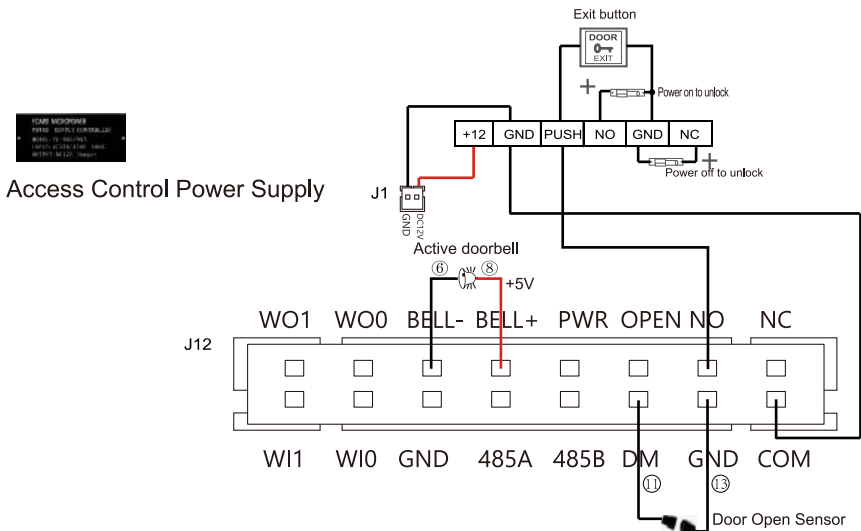 Exit button
DOOR
EXIT
+
Power on to unlock
+12 GND PUSH NO GND NC
+
Power off to unlock
Access Control Power Supply
J1
GND
DC12V
Active doorbell
⑥ ⑧
+5V
WO1 WO0 BELL- BELL+ PWR OPEN NO NC
J12
WI1 WI0 GND 485A 485B DM GND COM
⑪ ⑬
Door Open Sensor